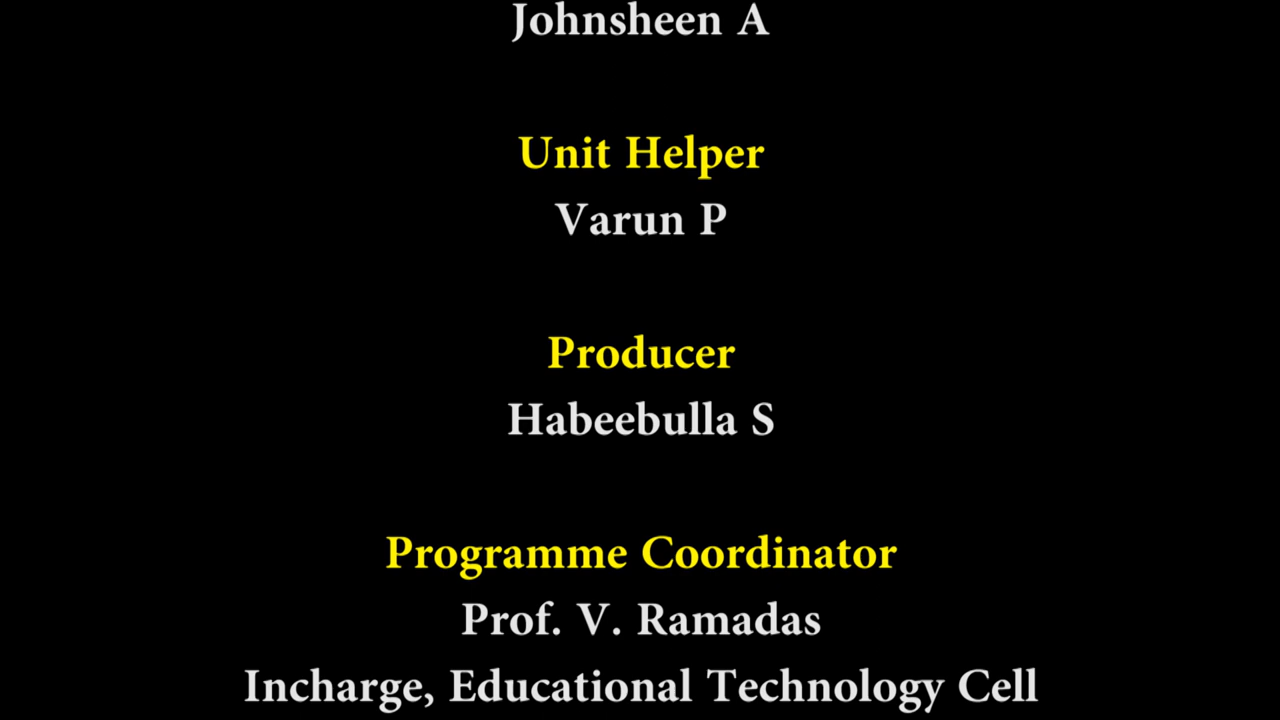 Johnsheen A
Unit Helper
Varun P
Producer
Habeebulla S
Programme Coordinator
Prof. V. Ramadas
Incharge, Educational Technology Cell